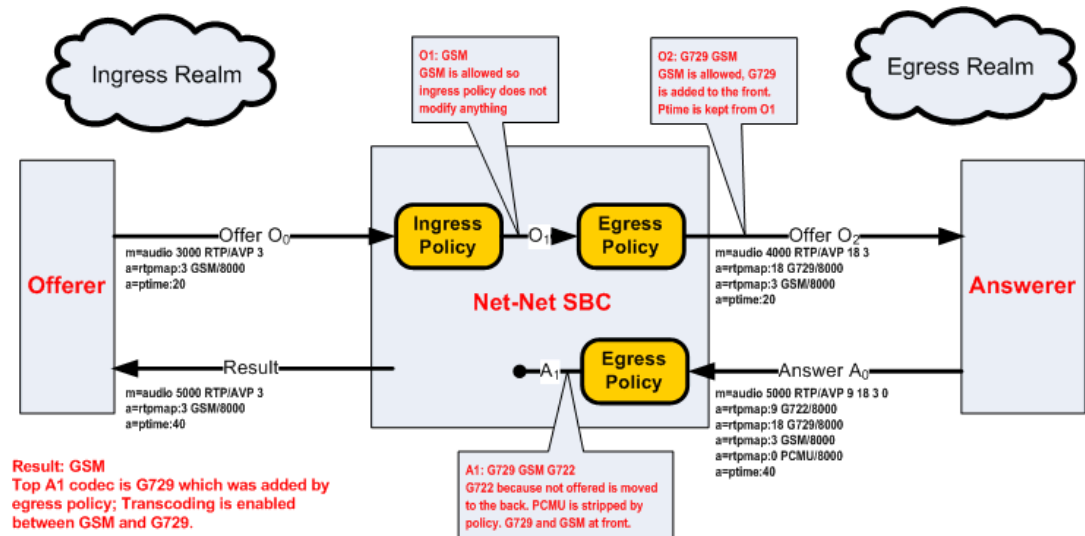 Ingress Realm
Egress Realm
O1: GSM
GSM is allowed so
ingress policy does not
modify anything
O2: G729 GSM
GSM is allowed, G729
is added to the front.
Ptime is kept from O1
Offerer
Offer O₀
m=audio 3000 RTP/AVP 3
a=rtpmap:3 GSM/8000
a=ptime:20
Ingress
Policy
O₁
Egress
Policy
Offer O₂
m=audio 4000 RTP/AVP 18 3
a=rtpmap:18 G729/8000
a=rtpmap:3 GSM/8000
a=ptime:20
Answerer
Net-Net SBC
Result
m=audio 5000 RTP/AVP 3
a=rtpmap:3 GSM/8000
a=ptime:40
A₁
Egress
Policy
Answer A₀
m=audio 5000 RTP/AVP 9 18 3 0
a=rtpmap:9 G722/8000
a=rtpmap:18 G729/8000
a=rtpmap:3 GSM/8000
a=rtpmap:0 PCMU/8000
a=ptime:40
Result: GSM
Top A1 codec is G729 which was added by
egress policy; Transcoding is enabled
between GSM and G729.
A1: G729 GSM G722
G722 because not offered is moved
to the back. PCMU is stripped by
policy. G729 and GSM at front.